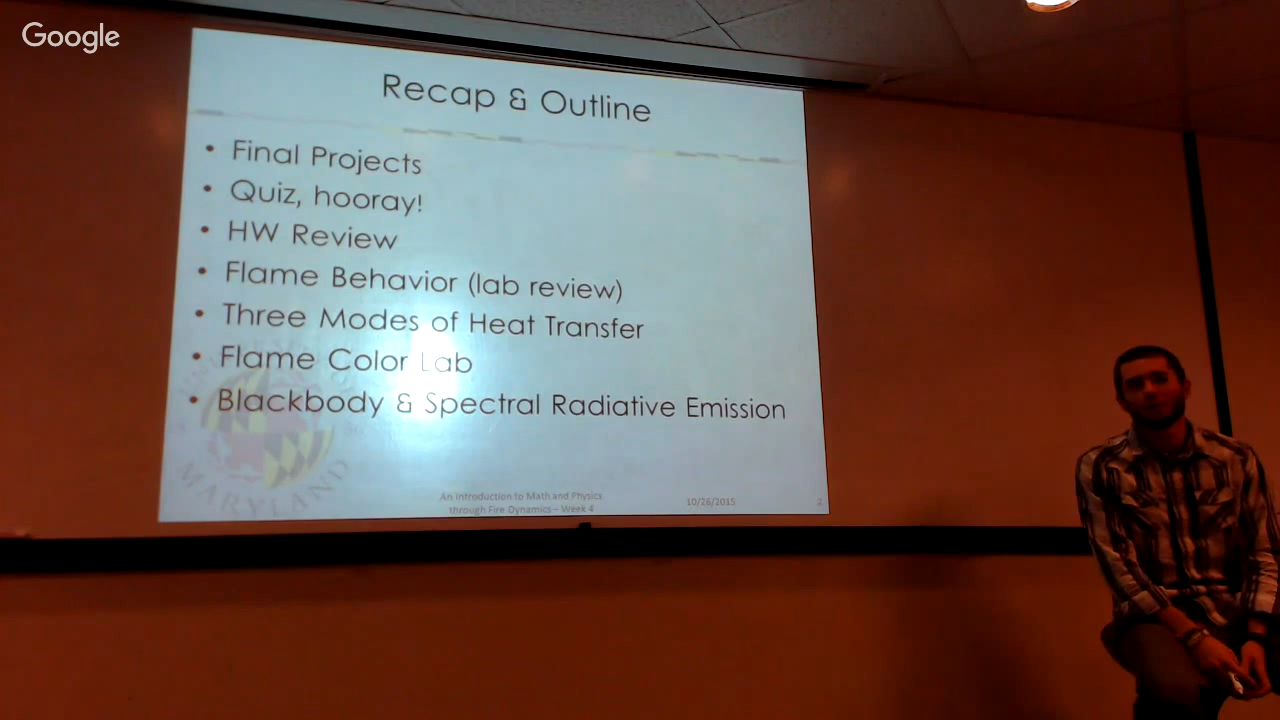 Google
Recap & Outline
• Final Projects
• Quiz, hooray!
• HW Review
• Flame Behavior (lab review)
• Three Modes of Heat Transfer
• Flame Color Lab
• Blackbody & Spectral Radiative Emission
MARYLAND
An Introduction to Math and Physics
through Fire Dynamics – Week 4
10/26/2015
2